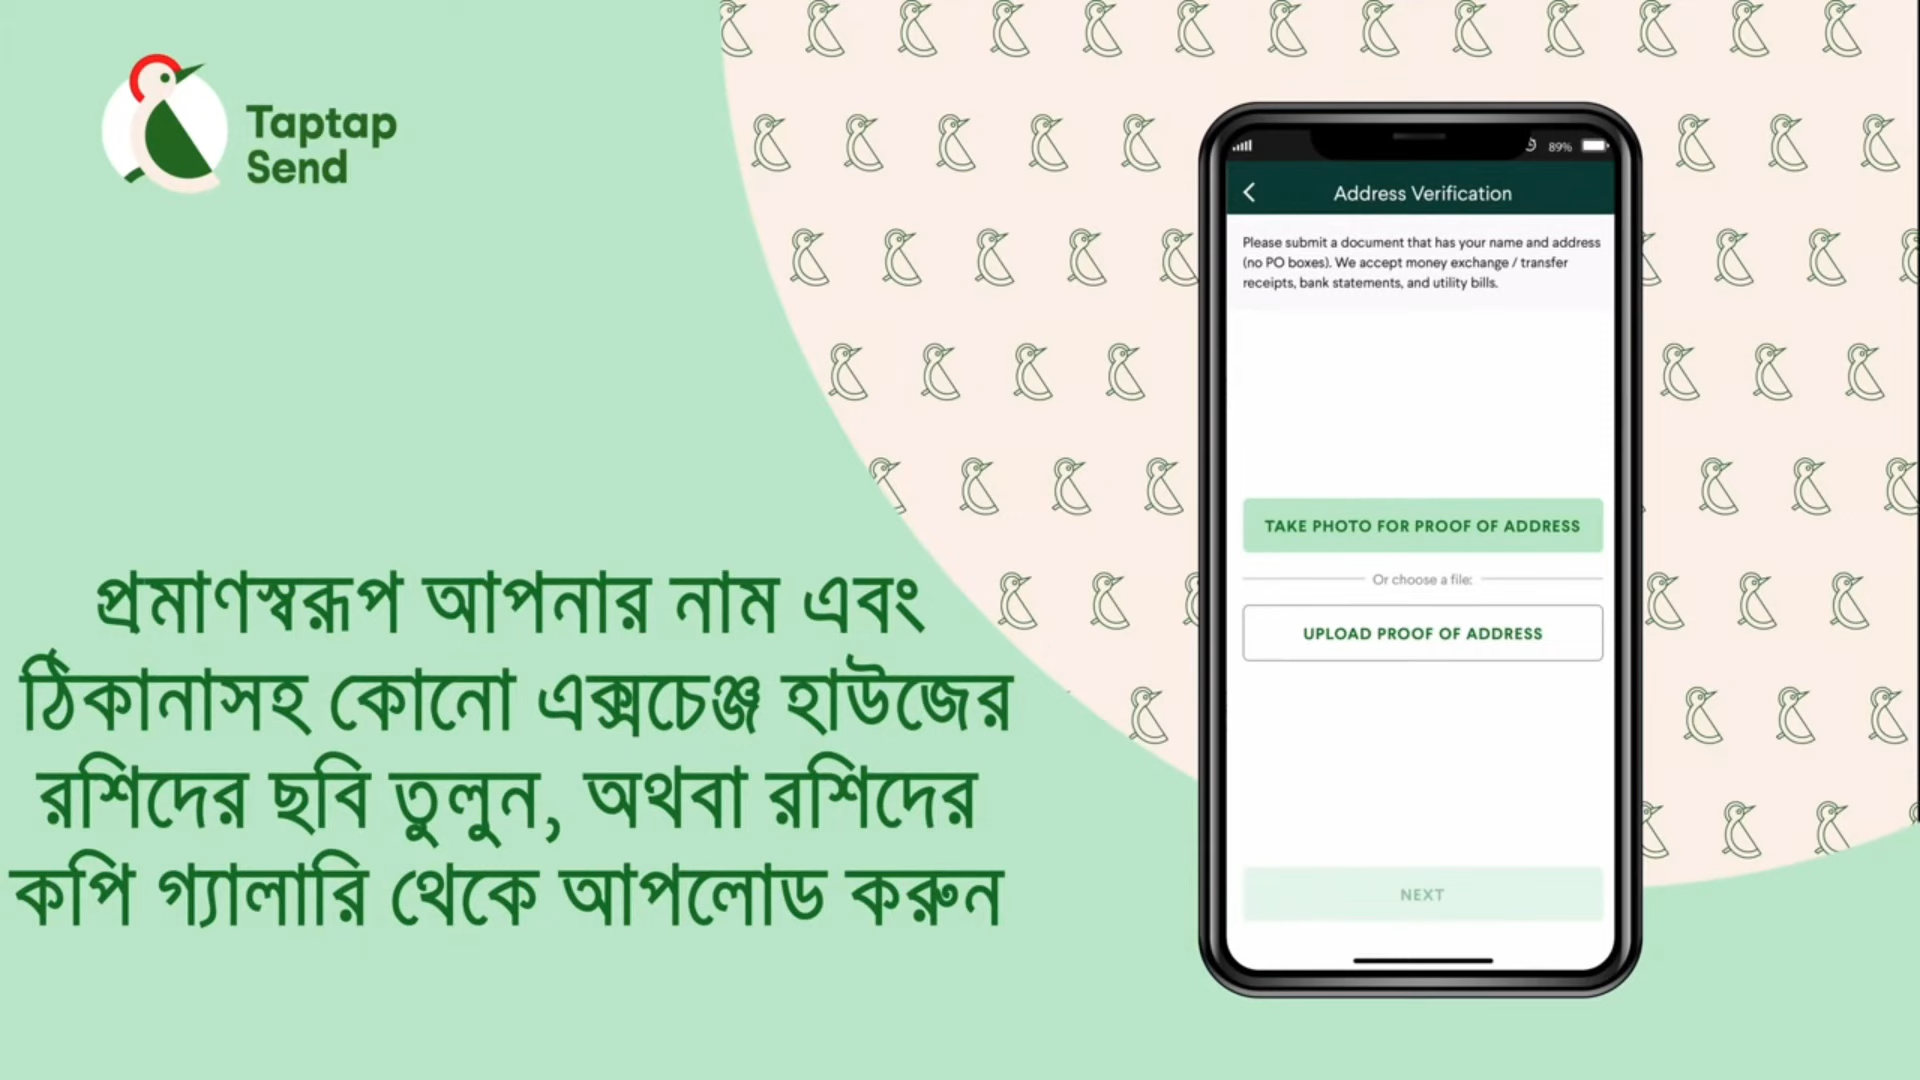 Taptap
Send
প্রমাণস্বরূপ আপনার নাম এবং
ঠিকানাসহ কোনো এক্সচেঞ্জ হাউজের
রশিদের ছবি তুলুন, অথবা রশিদের
কপি গ্যালারি থেকে আপলোড করুন
89%
Address Verification
Please submit a document that has your name and address
(no PO boxes). We accept money exchange / transfer
receipts, bank statements, and utility bills.
TAKE PHOTO FOR PROOF OF ADDRESS
Or choose a file:
UPLOAD PROOF OF ADDRESS
NEXT